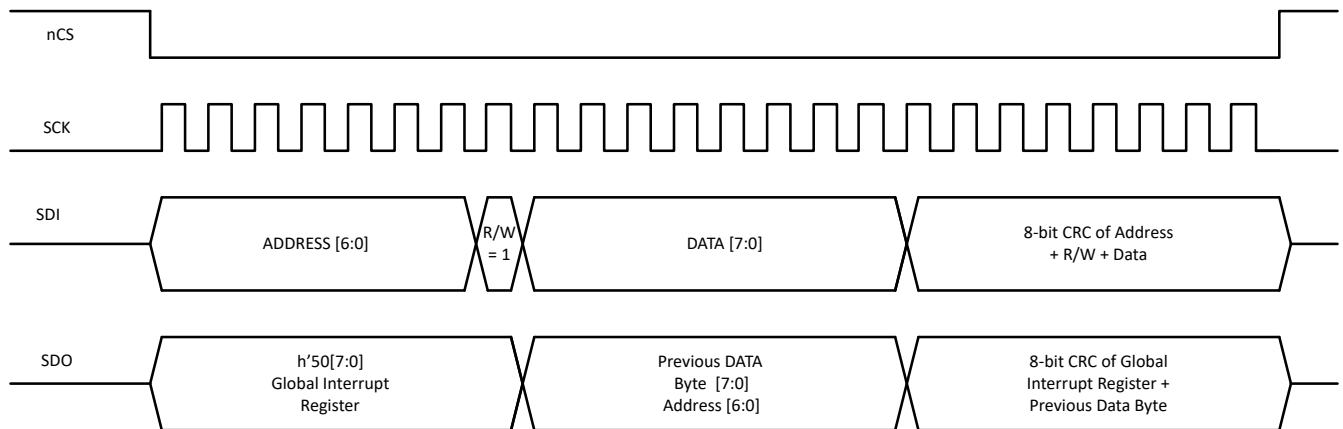 nCS
SCK
SDI
ADDRESS [6:0]
R/W
= 1
DATA [7:0]
8-bit CRC of Address
+ R/W + Data
SDO
h'50[7:0]
Global Interrupt
Register
Previous DATA
Byte [7:0]
Address [6:0]
8-bit CRC of Global
Interrupt Register +
Previous Data Byte